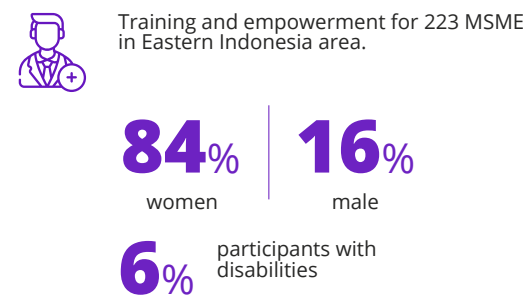 Training and empowerment for 223 MSME
in Eastern Indonesia area.
84%
16%
women
male
6%
participants with
disabilities